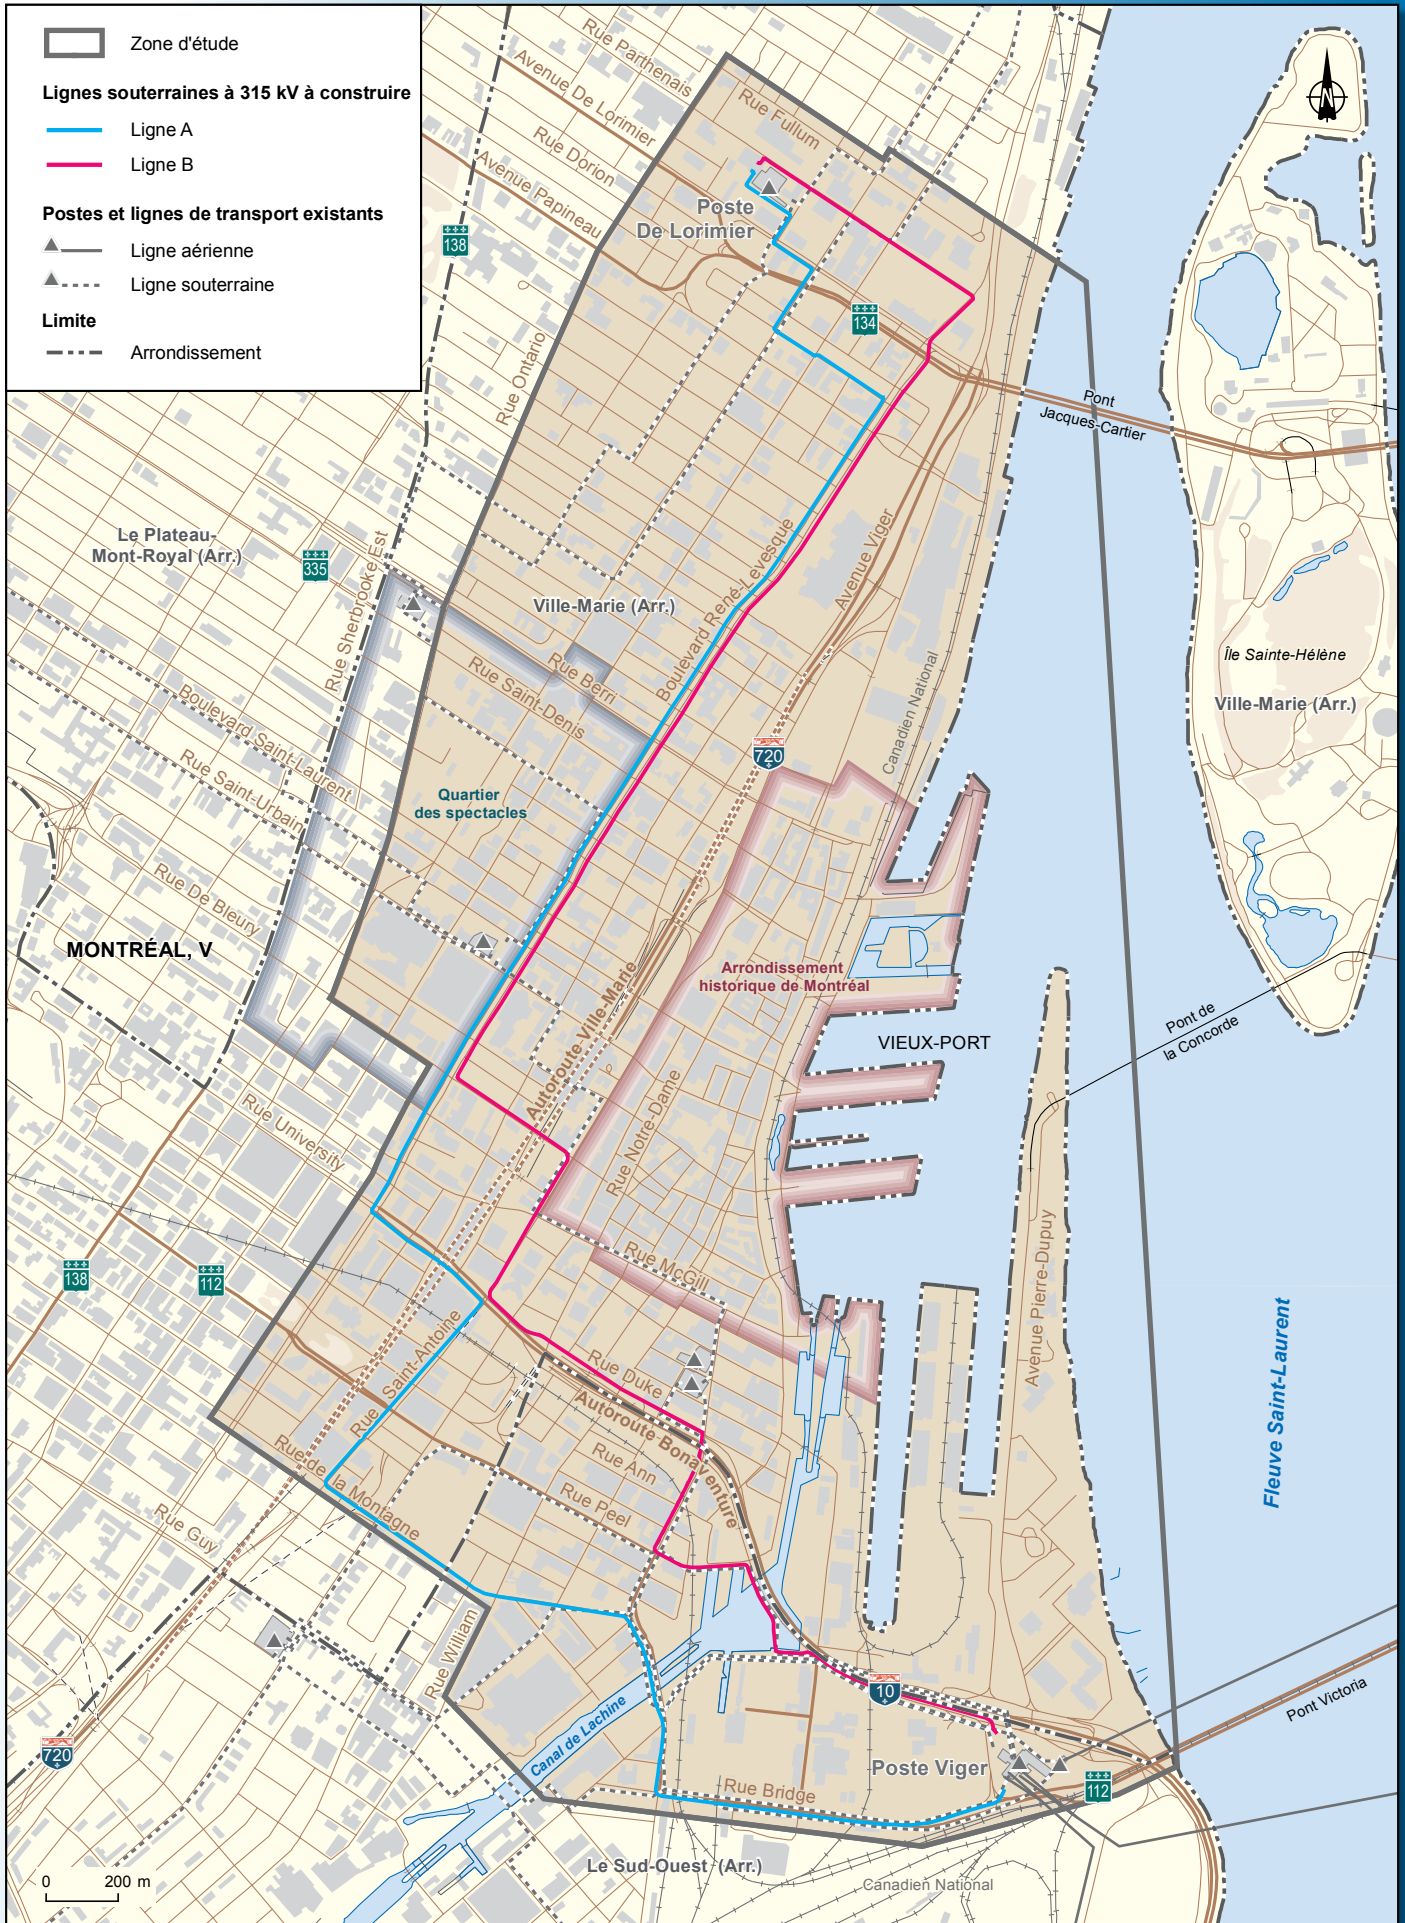 Zone d'étude
Lignes souterraines à 315 kV à construire
Ligne A
Ligne B
Postes et lignes de transport existants
Ligne aérienne
Ligne souterraine
Limite
Arrondissement
Rue Parthenais
Avenue De Lorimier
Rue Fullum
Rue Dorion
Avenue Papineau
N
138
Poste
De Lorimier
134
Rue Ontario
Pont
Jacques-Cartier
Le Plateau-
Mont-Royal (Arr.)
335
Rue Sherbrooke Est
Ville-Marie (Arr.)
Boulevard René-Lévesque
Avenue Viger
Rue Berri
Rue Saint-Denis
Île Sainte-Hélène
Ville-Marie (Arr.)
Canadien National
720
Boulevard Saint-Laurent
Rue Saint-Urbain
Quartier
des spectacles
Rue De Bleury
MONTRÉAL, V
Autoroute Ville-Marie
Arrondissement
historique de Montréal
VIEUX-PORT
Pont de
la Concorde
Rue Notre-Dame
Rue University
Rue McGill
138
112
Avenue Pierre-Dupuy
Fleuve Saint-Laurent
Rue Saint-Antoine
Rue Duke
Autoroute Bonaventure
Rue Ann
Rue Peel
Rue de la Montagne
Rue Guy
Rue William
10
Canal de Lachine
Pont Victoria
720
Poste Viger
112
Rue Bridge
Le Sud-Ouest (Arr.)
Canadien National
0 200 m